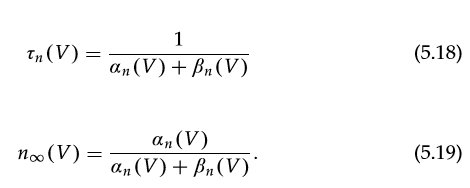 τₙ(V) = 1 / (αₙ(V) + βₙ(V)) (5.18)
n∞(V) = αₙ(V) / (αₙ(V) + βₙ(V)). (5.19)